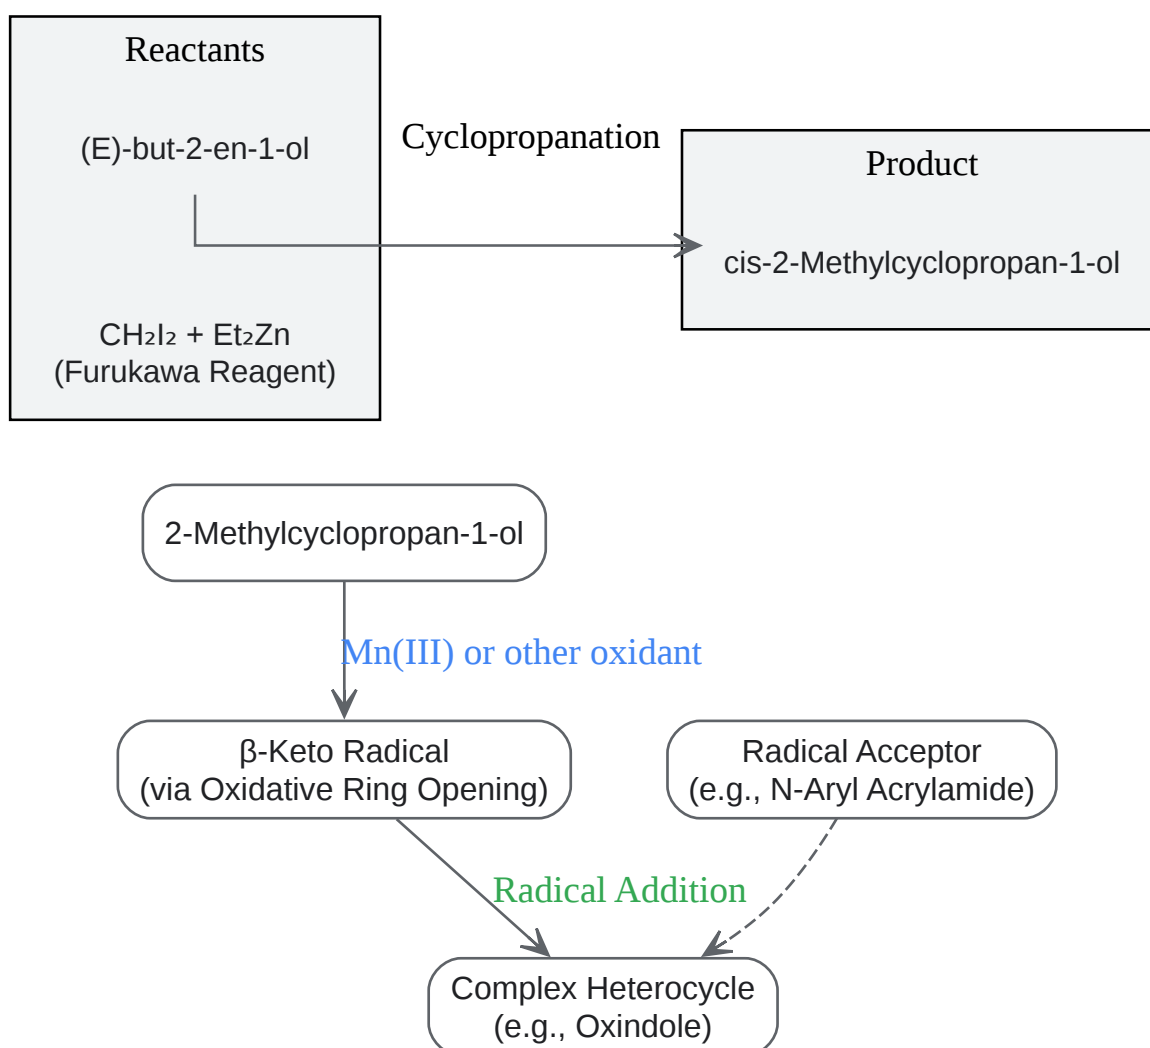 Reactants
(E)-but-2-en-1-ol
CH₂I₂ + Et₂Zn
(Furukawa Reagent)
Cyclopropanation
Product
cis-2-Methylcyclopropan-1-ol
2-Methylcyclopropan-1-ol
Mn(III) or other oxidant
β-Keto Radical
(via Oxidative Ring Opening)
Radical Acceptor
(e.g., N-Aryl Acrylamide)
Radical Addition
Complex Heterocycle
(e.g., Oxindole)